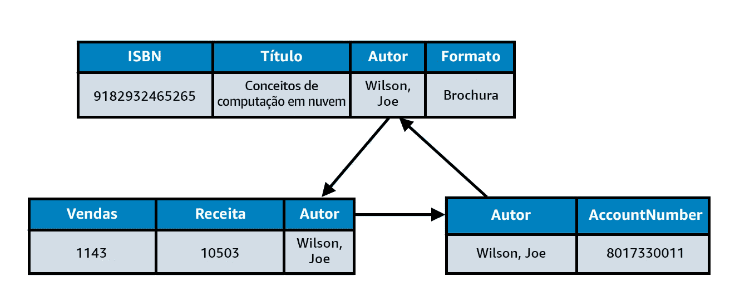 ISBN Título Autor Formato
9182932465265 Conceitos de computação em nuvem Wilson, Joe Brochura
Vendas Receita Autor
1143 10503 Wilson, Joe
Autor AccountNumber
Wilson, Joe 8017330011